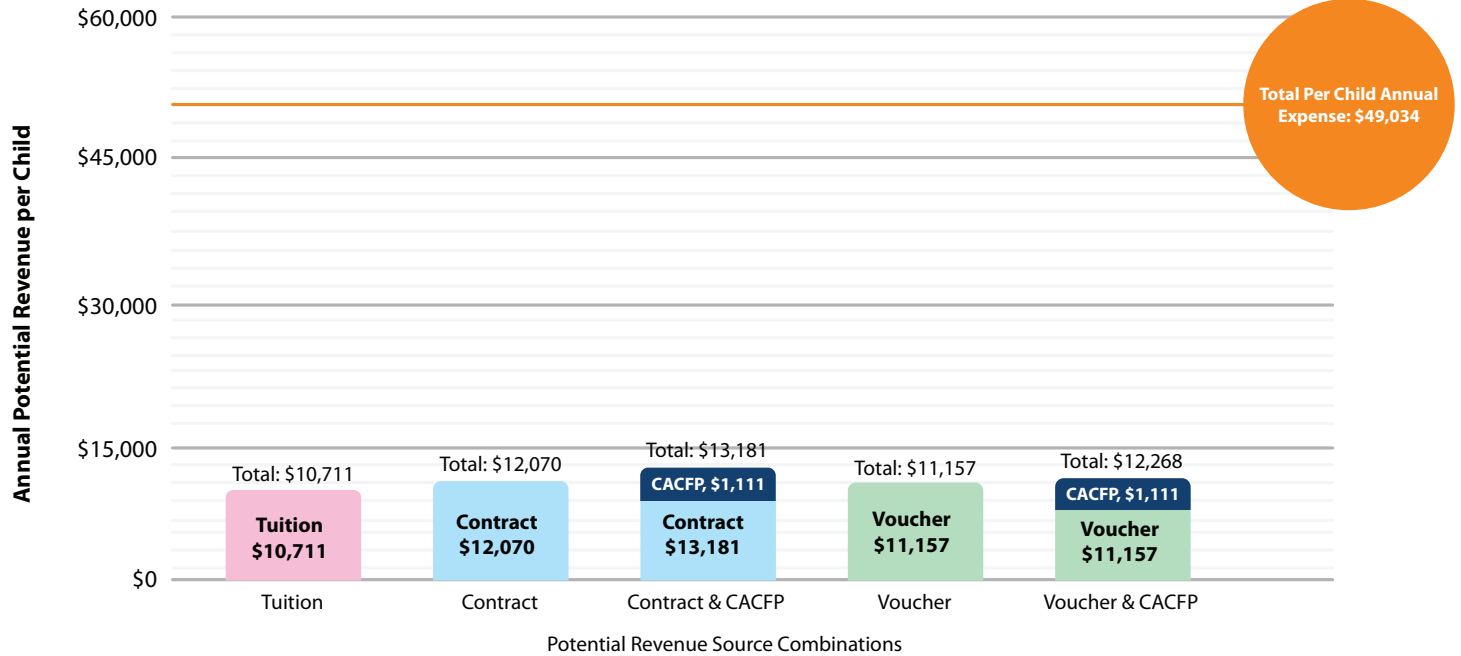 Annual Potential Revenue per Child
$60,000
$45,000
$30,000
$15,000
$0
Total Per Child Annual
Expense: $49,034
Total: $10,711
Tuition
$10,711
Total: $12,070
Contract
$12,070
Total: $13,181
CACFP, $1,111
Contract
$13,181
Total: $11,157
Voucher
$11,157
Total: $12,268
CACFP, $1,111
Voucher
$11,157
Tuition
Contract
Contract & CACFP
Voucher
Voucher & CACFP
Potential Revenue Source Combinations